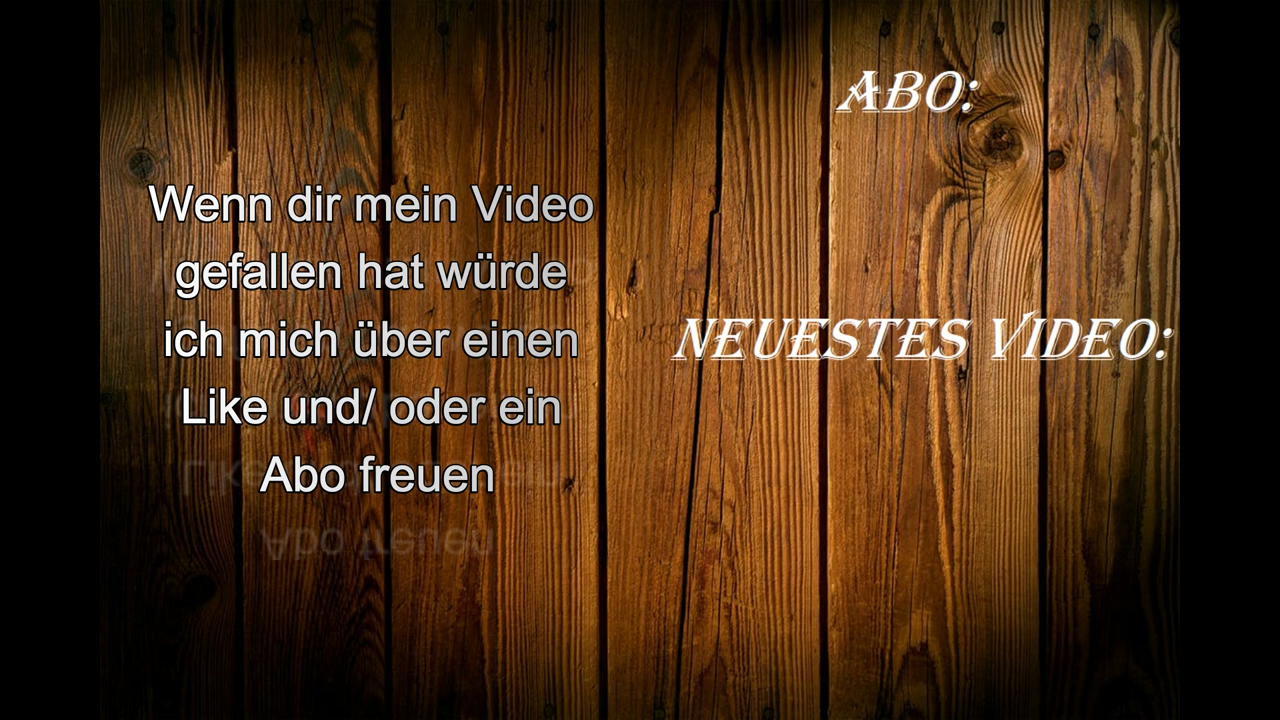 Wenn dir mein Video
gefallen hat würde
ich mich über einen
Like und/ oder ein
Abo freuen
ABO:
NEUESTES VIDEO: